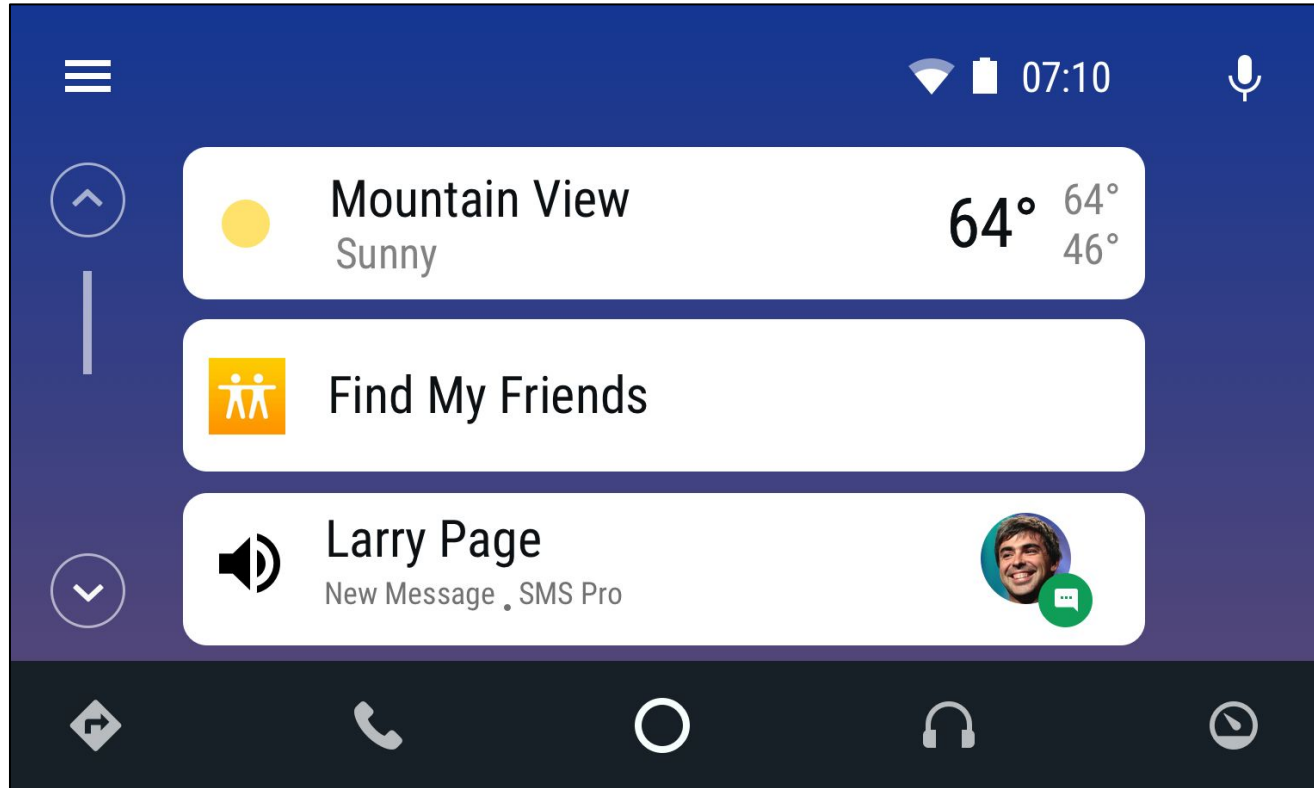 07:10
Mountain View
Sunny
64°
64°
46°
Find My Friends
Larry Page
New Message . SMS Pro